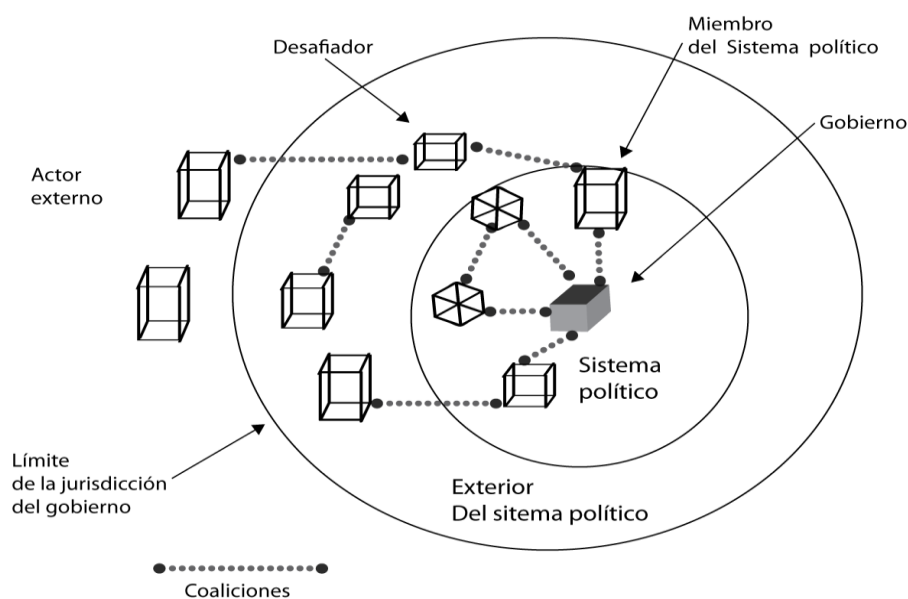 Miembro
del Sistema político
Desafiador
Gobierno
Actor
externo
Sistema
político
Límite
de la jurisdicción
del gobierno
Exterior
Del sitema político
Coaliciones